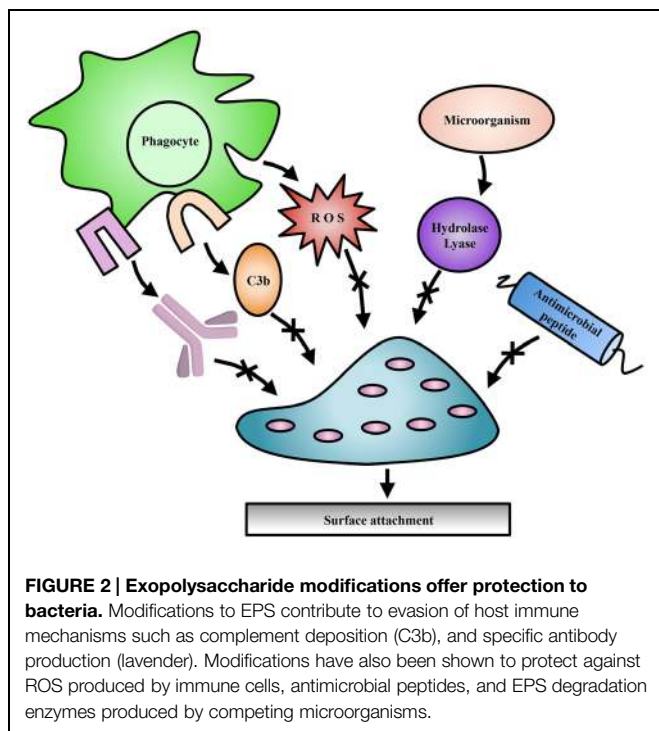 Phagocyte
Microorganism
R O S
Hydrolase
Lyase
C3b
Antimicrobial
peptide
Surface attachment
FIGURE 2 | Exopolysaccharide modifications offer protection to
bacteria. Modifications to EPS contribute to evasion of host immune
mechanisms such as complement deposition (C3b), and specific antibody
production (lavender). Modifications have also been shown to protect against
ROS produced by immune cells, antimicrobial peptides, and EPS degradation
enzymes produced by competing microorganisms.